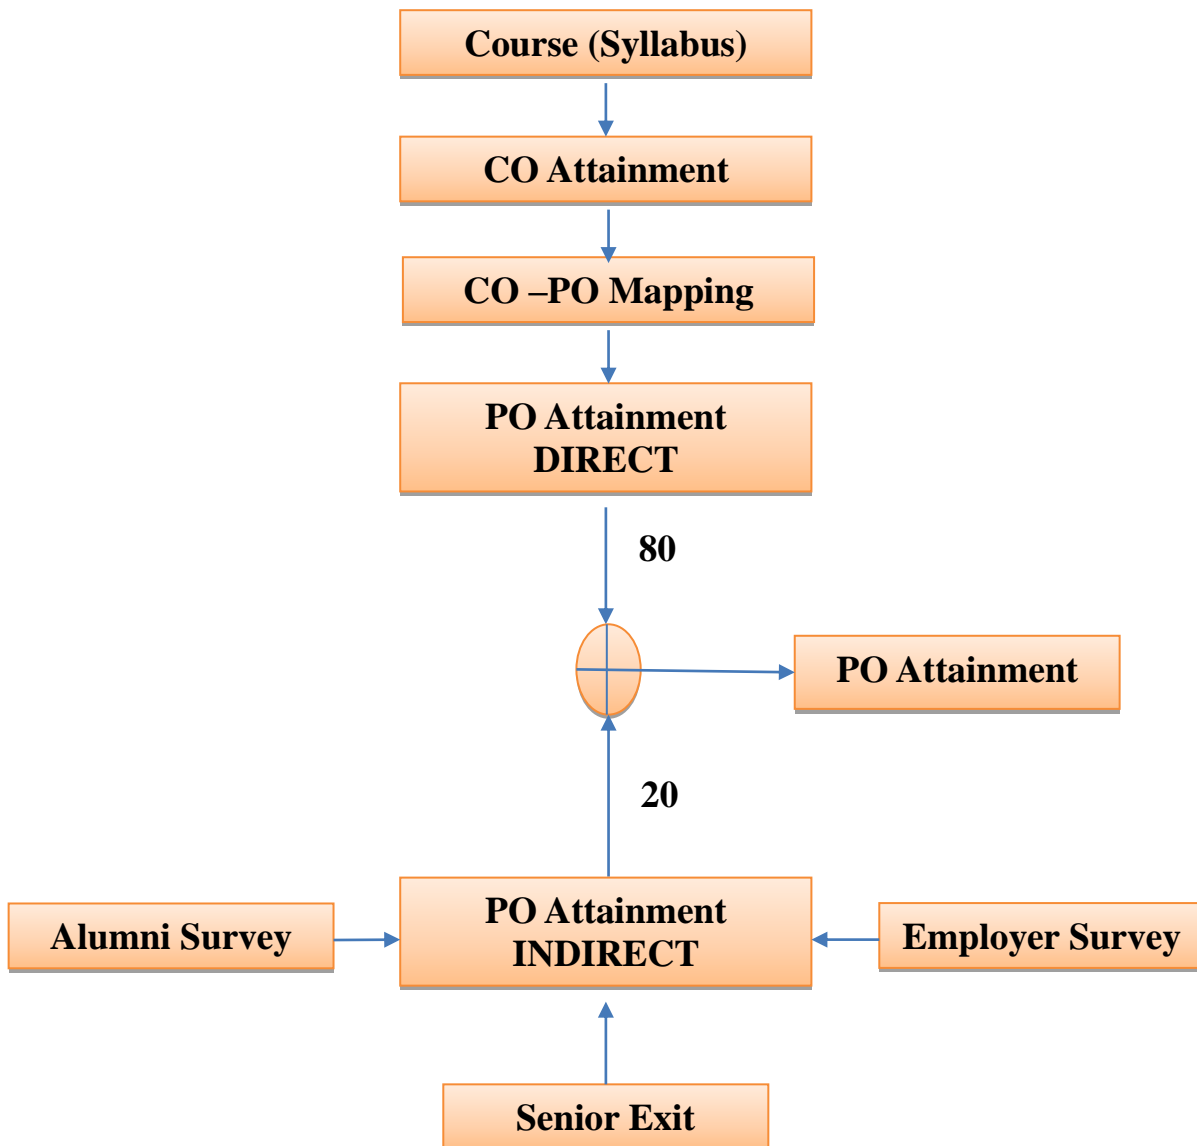 Course (Syllabus)
CO Attainment
CO –PO Mapping
PO Attainment
DIRECT
80
PO Attainment
20
Alumni Survey
PO Attainment
INDIRECT
Employer Survey
Senior Exit